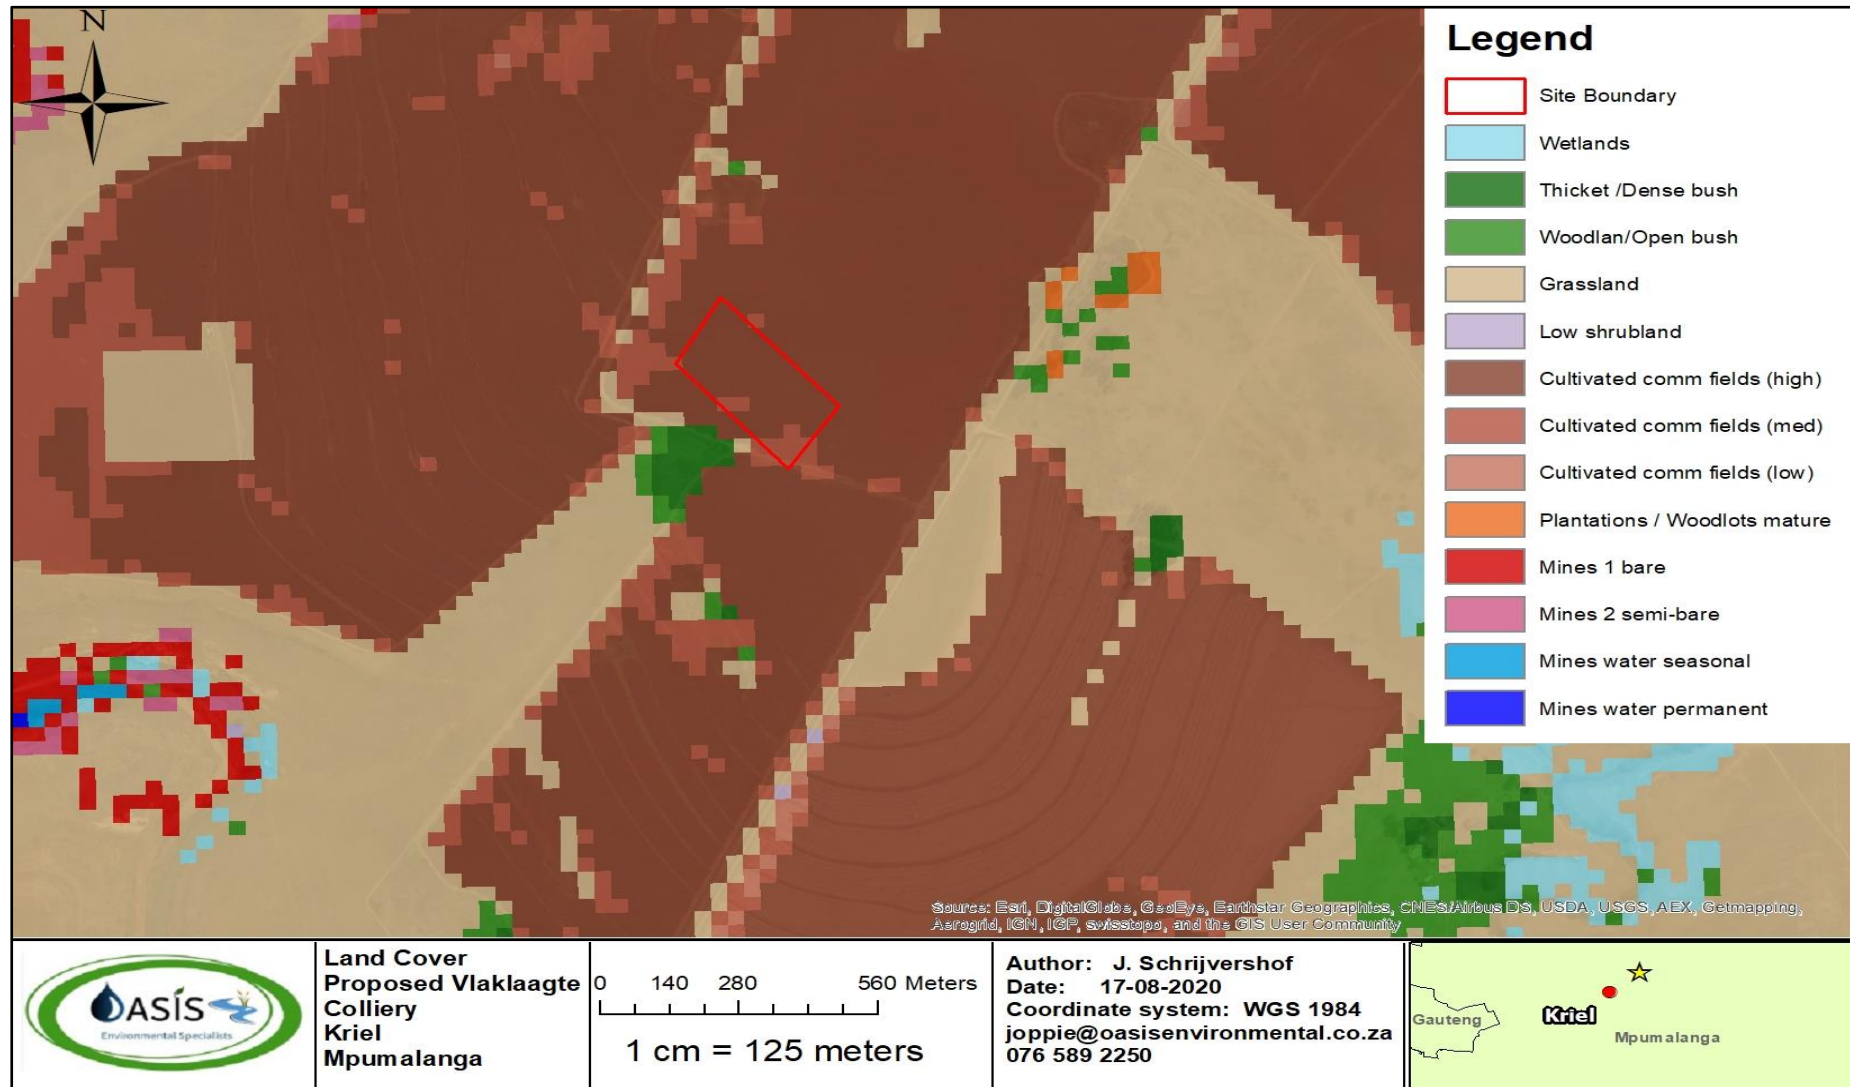 N
Legend
Site Boundary
Wetlands
Thicket /Dense bush
Woodlan/Open bush
Grassland
Low shrubland
Cultivated comm fields (high)
Cultivated comm fields (med)
Cultivated comm fields (low)
Plantations / Woodlots mature
Mines 1 bare
Mines 2 semi-bare
Mines water seasonal
Mines water permanent
Source: Esri, DigitalGlobe, GeoEye, Earthstar Geographics, CNES/Airbus DS, USDA, USGS, AEX, Getmapping,
Aerogrid, IGN, IGP, swisstopo, and the GIS User Community
OASIS
Environmental Specialists
Land Cover
Proposed Vlaklaagte
Colliery
Kriel
Mpumalanga
0 140 280 560 Meters
1 cm = 125 meters
Author: J. Schrijvershof
Date: 17-08-2020
Coordinate system: WGS 1984
joppie@oasisenvironmental.co.za
076 589 2250
Gauteng
Kriel
Mpumalanga